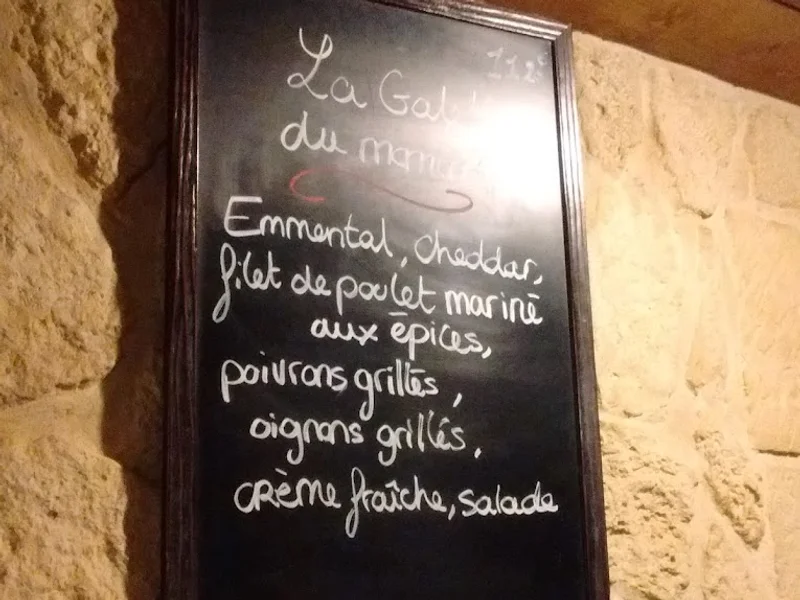 La
du
Emmental, cheddar,
filet de poulet mariné
aux épices,
poivrons grillés,
oignons grillés,
crème fraîche, salade